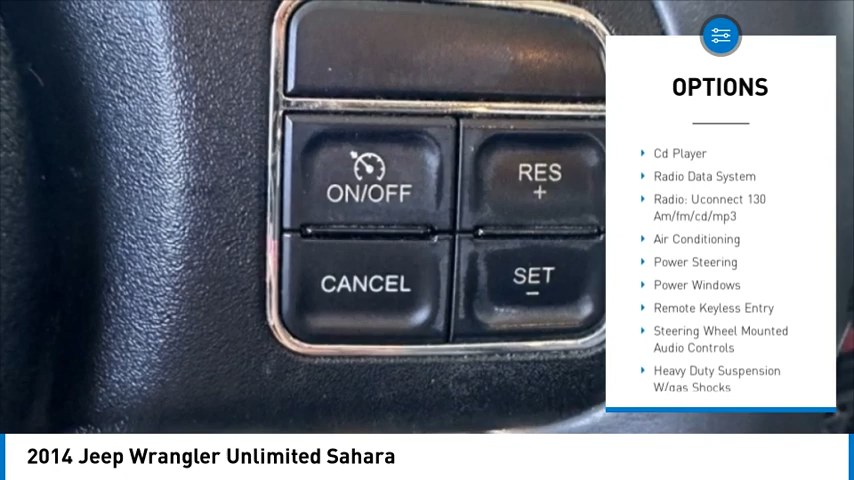 ON/OFF
RES
+
CANCEL
SET
−
OPTIONS
Cd Player
Radio Data System
Radio: Uconnect 130
Am/fm/cd/mp3
Air Conditioning
Power Steering
Power Windows
Remote Keyless Entry
Steering Wheel Mounted
Audio Controls
Heavy Duty Suspension
W/gas Shocks
2014 Jeep Wrangler Unlimited Sahara